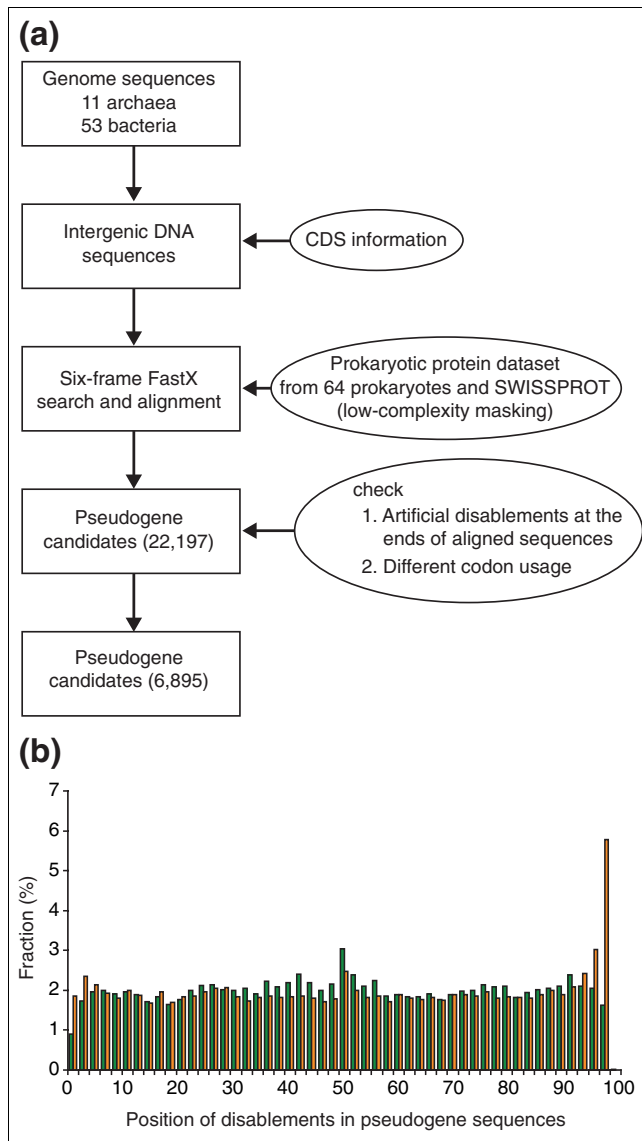 (a)
Genome sequences
11 archaea
53 bacteria
Intergenic DNA
sequences
CDS information
Six-frame FastX
search and alignment
Prokaryotic protein dataset
from 64 prokaryotes and SWISSPROT
(low-complexity masking)
Pseudogene
candidates (22,197)
check
1. Artificial disablements at the
ends of aligned sequences
2. Different codon usage
Pseudogene
candidates (6,895)
(b)
7
6
5
4
3
2
1
0
Fraction (%)
0 10 20 30 40 50 60 70 80 90 100
Position of disablements in pseudogene sequences